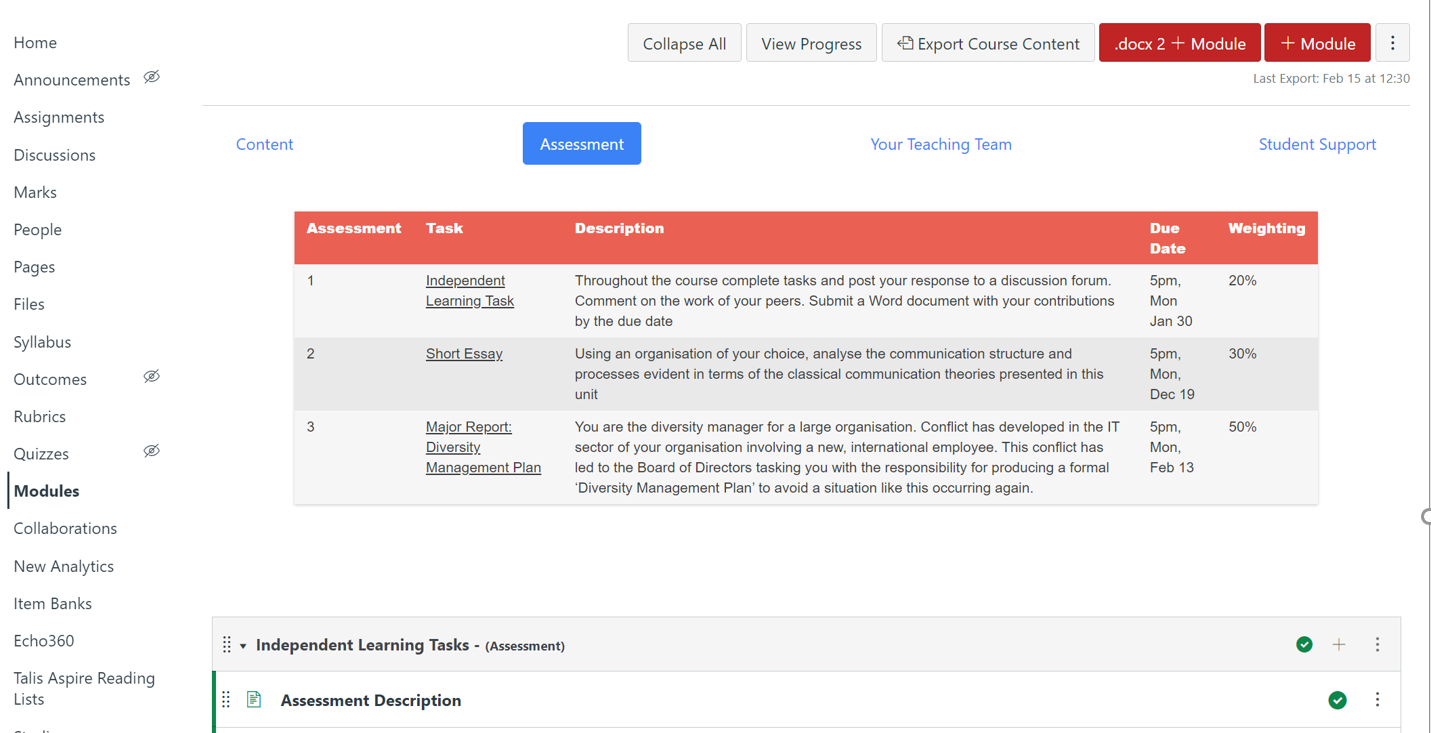 Home
Announcements
Assignments
Discussions
Marks
People
Pages
Files
Syllabus
Outcomes
Rubrics
Quizzes
Modules
Collaborations
New Analytics
Item Banks
Echo360
Talis Aspire Reading
Lists
Collapse All
View Progress
Export Course Content
.docx 2 + Module
+ Module
Last Export: Feb 15 at 12:30
Content
Assessment
Your Teaching Team
Student Support
Assessment
Task
Description
Due
Date
Weighting
1
Independent
Learning Task
Throughout the course complete tasks and post your response to a discussion forum.
Comment on the work of your peers. Submit a Word document with your contributions
by the due date
5pm,
Mon
Jan 30
20%
2
Short Essay
Using an organisation of your choice, analyse the communication structure and
processes evident in terms of the classical communication theories presented in this
unit
5pm,
Mon,
Dec 19
30%
3
Major Report:
Diversity
Management Plan
You are the diversity manager for a large organisation. Conflict has developed in the IT
sector of your organisation involving a new, international employee. This conflict has
led to the Board of Directors tasking you with the responsibility for producing a formal
‘Diversity Management Plan’ to avoid a situation like this occurring again.
5pm,
Mon,
Feb 13
50%
Independent Learning Tasks - (Assessment)
Assessment Description